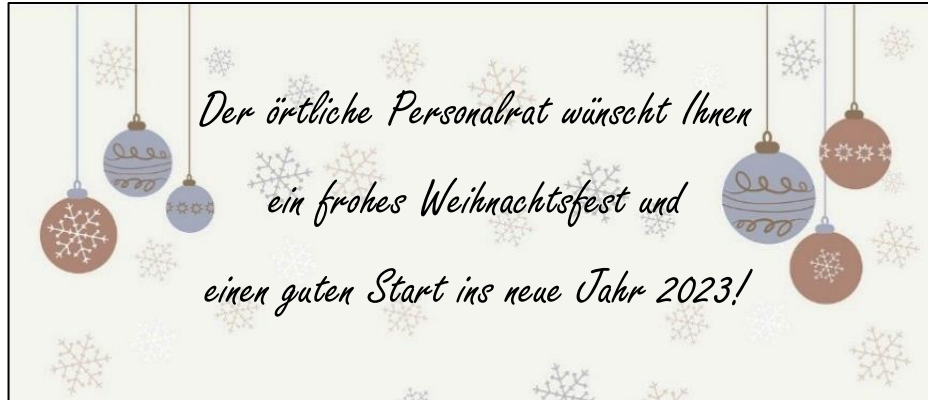 Der örtliche Personalrat wünscht Ihnen
ein frohes Weihnachtsfest und
einen guten Start ins neue Jahr 2023!